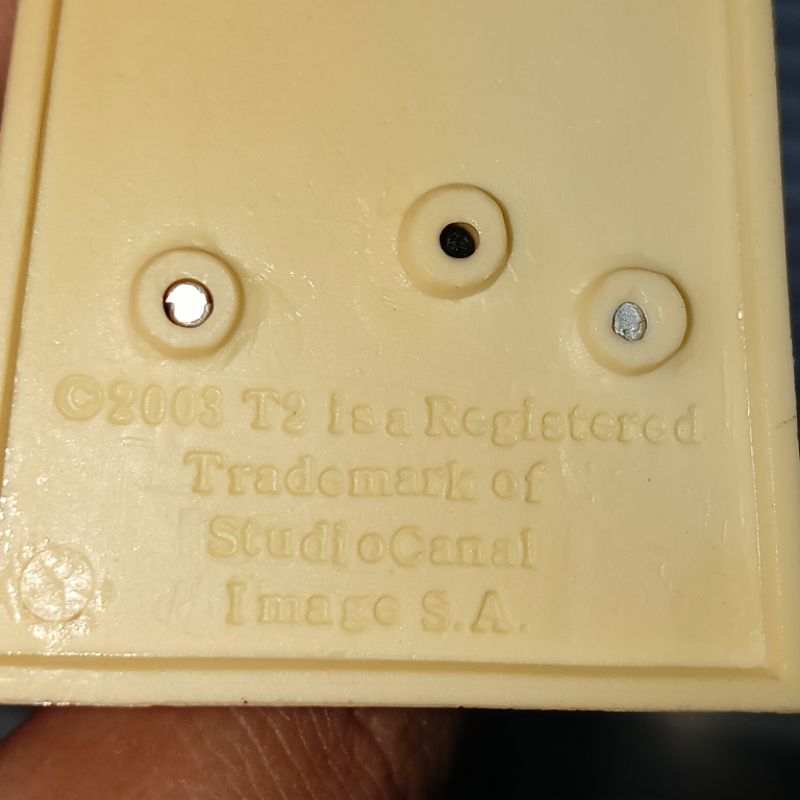 ©2003 T2 is a Registered
Trademark of
StudioCanal
Image S.A.